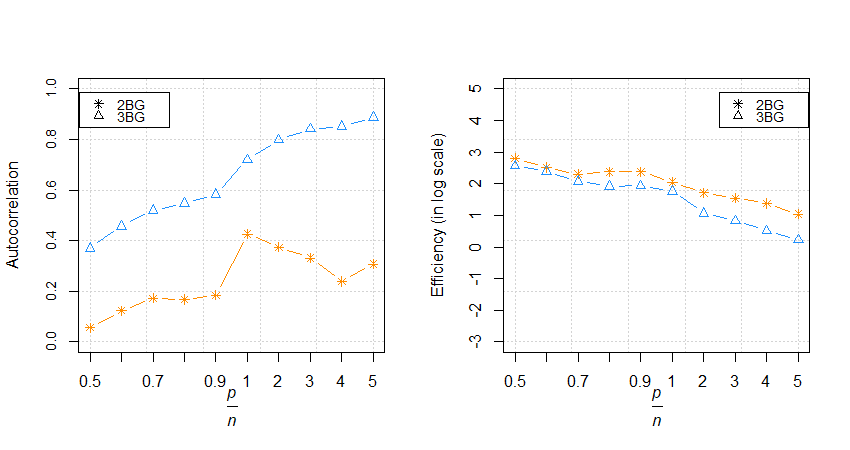 Autocorrelation
1.0
0.8
0.6
0.4
0.2
0.0
2BG
3BG
0.5 0.7 0.9 1 2 3 4 5
p
n
Efficiency (in log scale)
5
4
3
2
1
0
-1
-2
-3
2BG
3BG
0.5 0.7 0.9 1 2 3 4 5
p
n